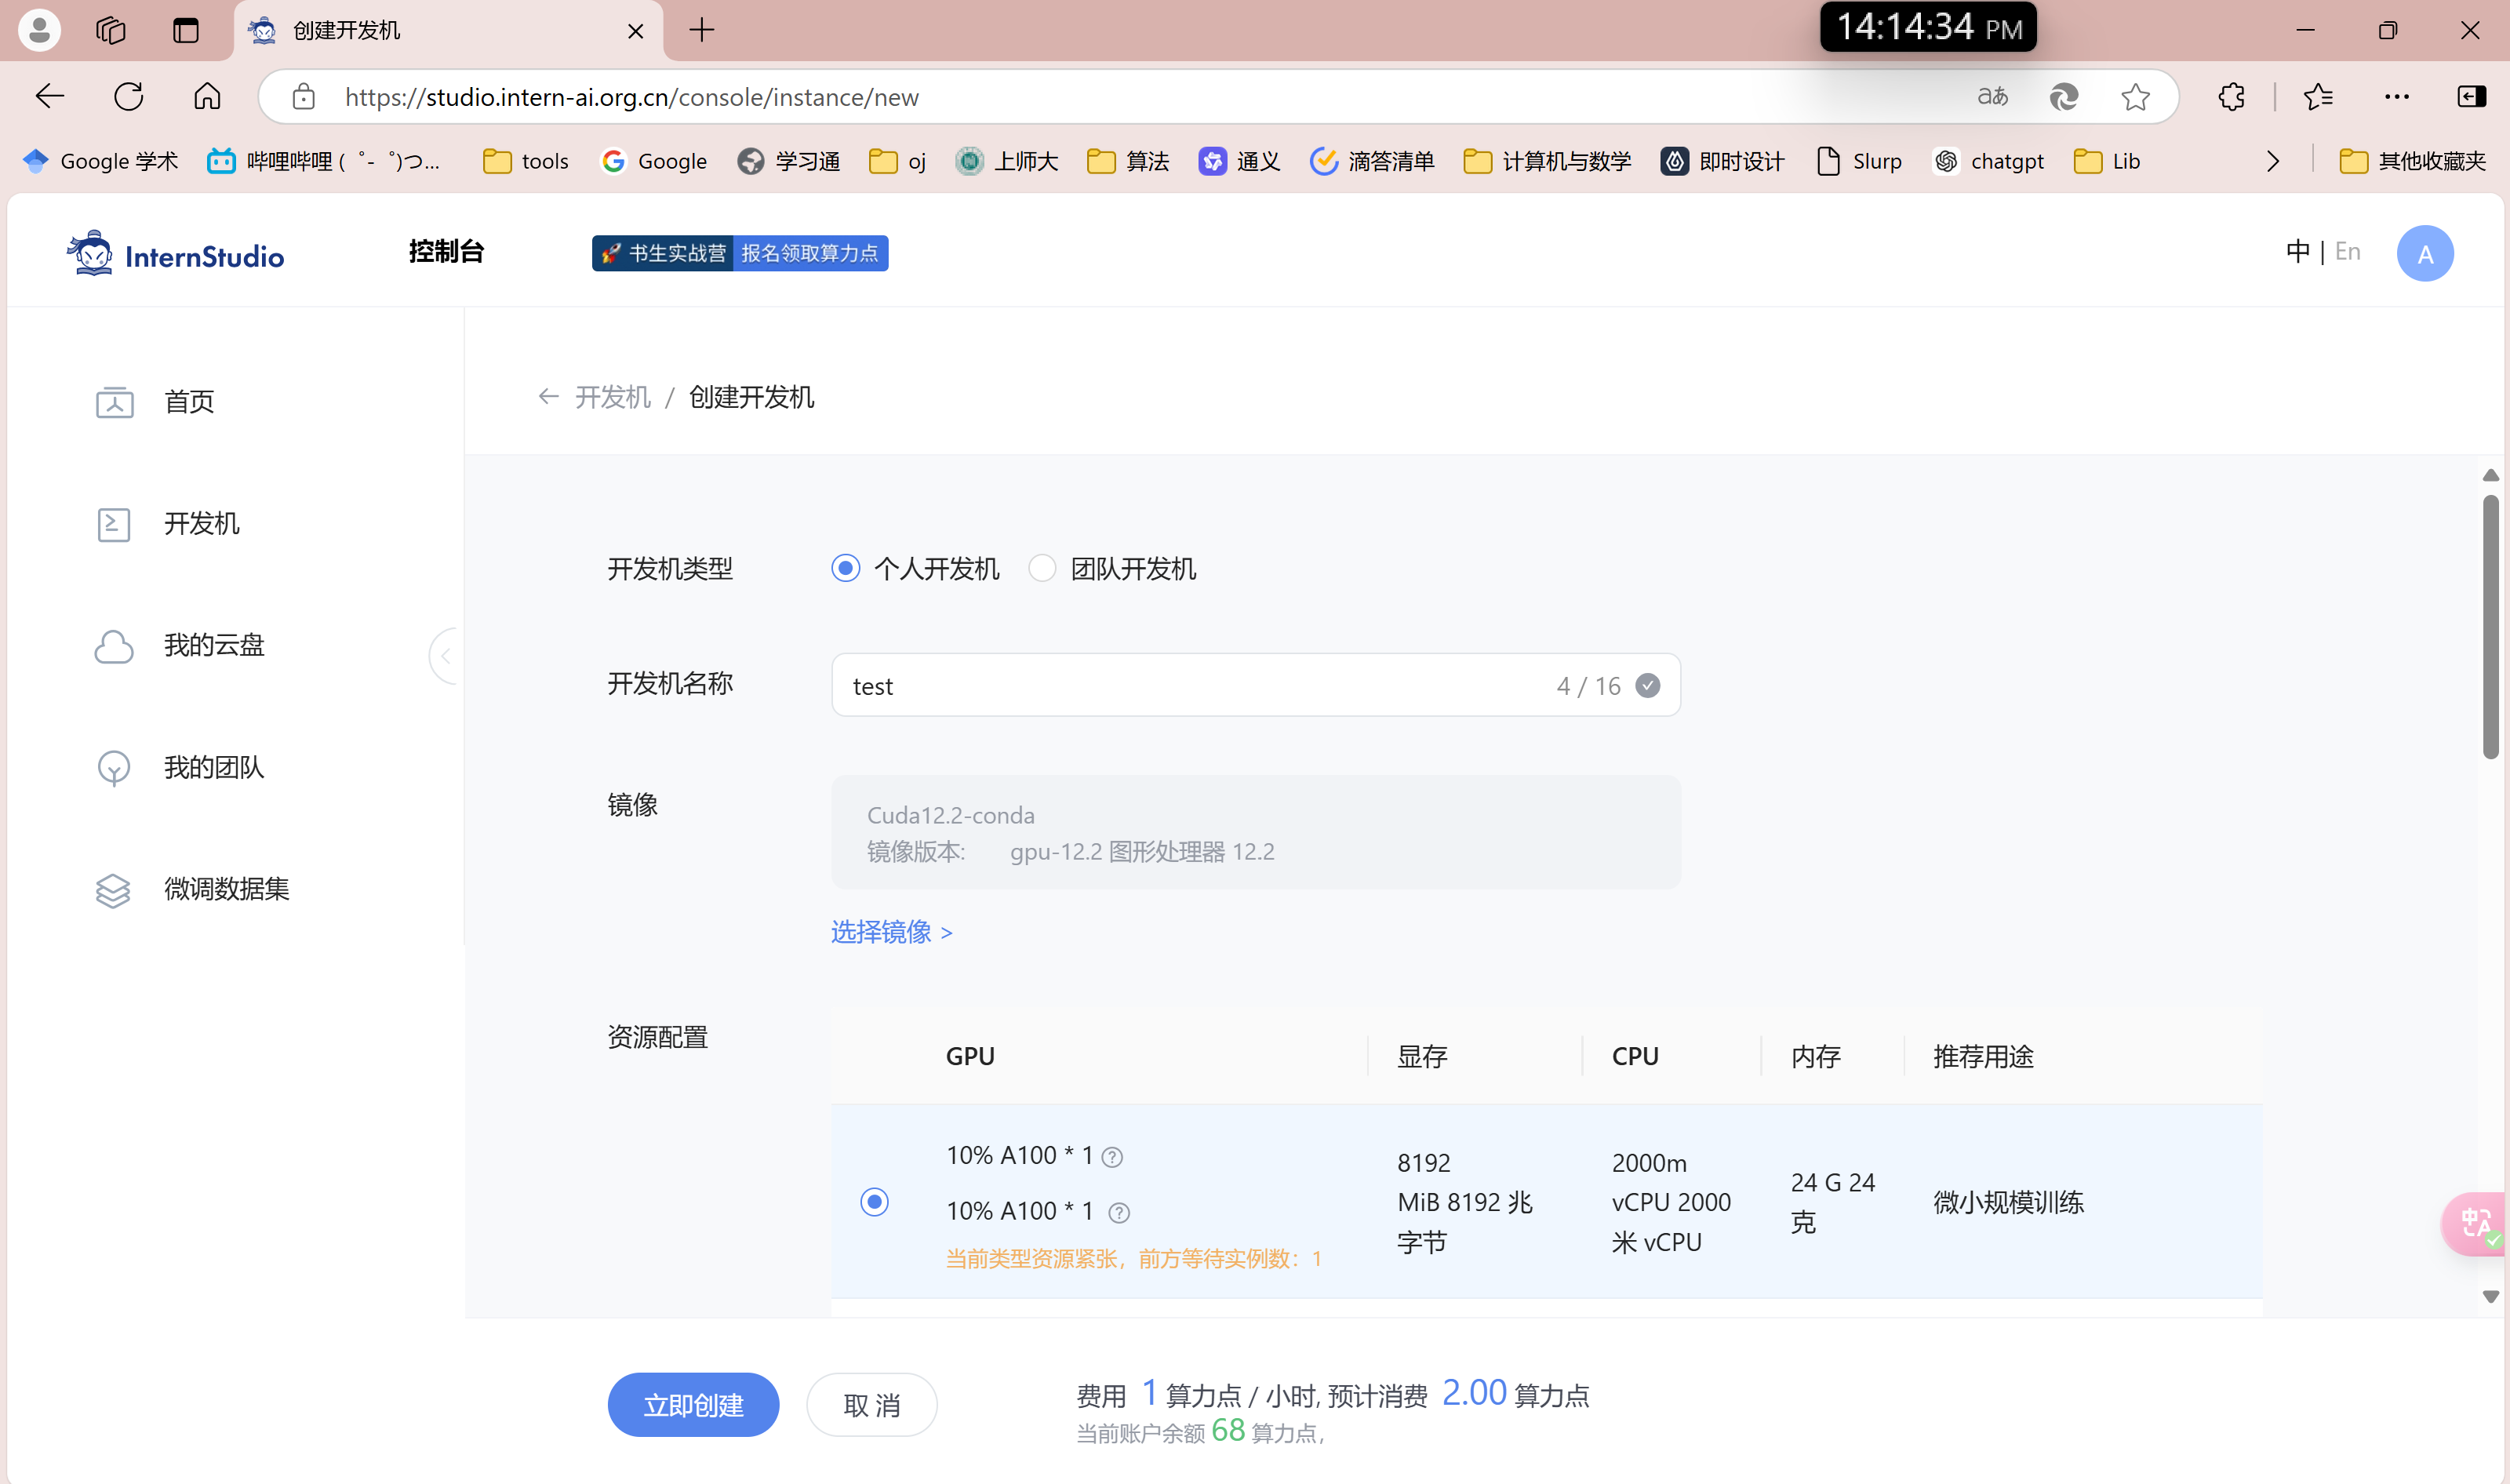 创建开发机
14:14:34 PM
https://studio.intern-ai.org.cn/console/instance/new
Google 学术
哔哩哔哩 ( ゜- ゜)つ...
tools
Google
学习通
oj
上师大
算法
通义
滴答清单
计算机与数学
即时设计
Slurp
chatgpt
Lib
其他收藏夹
InternStudio
控制台
书生实战营 报名领取算力点
中 | En
A
首页
开发机
我的云盘
我的团队
微调数据集
开发机 / 创建开发机
开发机类型
个人开发机
团队开发机
开发机名称
test
4 / 16
镜像
Cuda12.2-conda
镜像版本: gpu-12.2 图形处理器 12.2
选择镜像 >
资源配置
GPU
显存
CPU
内存
推荐用途
10% A100 * 1
10% A100 * 1
当前类型资源紧张，前方等待实例数：1
8192
MiB 8192 兆
字节
2000m
vCPU 2000
米 vCPU
24 G 24
克
微小规模训练
立即创建
取 消
费用 1 算力点 / 小时, 预计消费 2.00 算力点
当前账户余额 68 算力点，